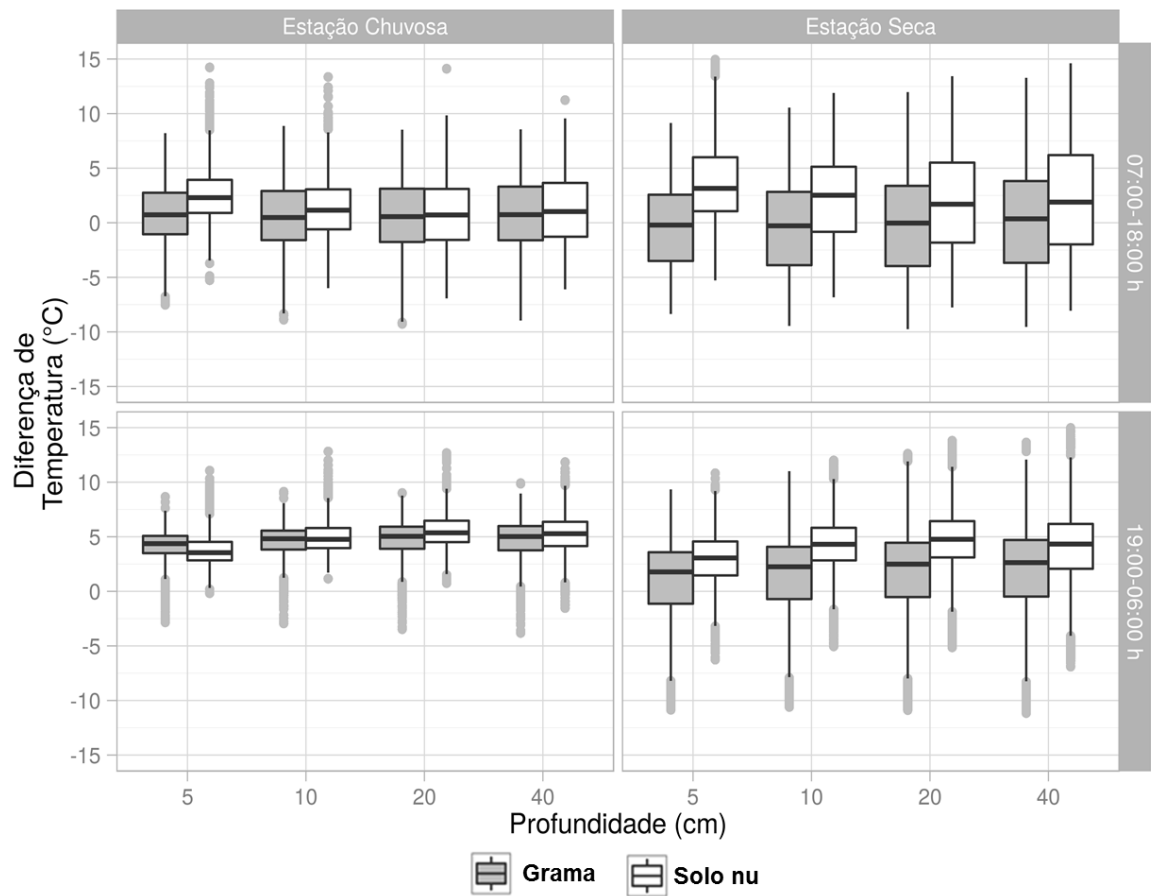 Estação Chuvosa
Estação Seca
15
10
5
0
-5
-10
-15
07:00-18:00 h
15
10
5
0
-5
-10
-15
19:00-06:00 h
Diferença de
Temperatura (°C)
5 10 20 40
5 10 20 40
Profundidade (cm)
Grama
Solo nu